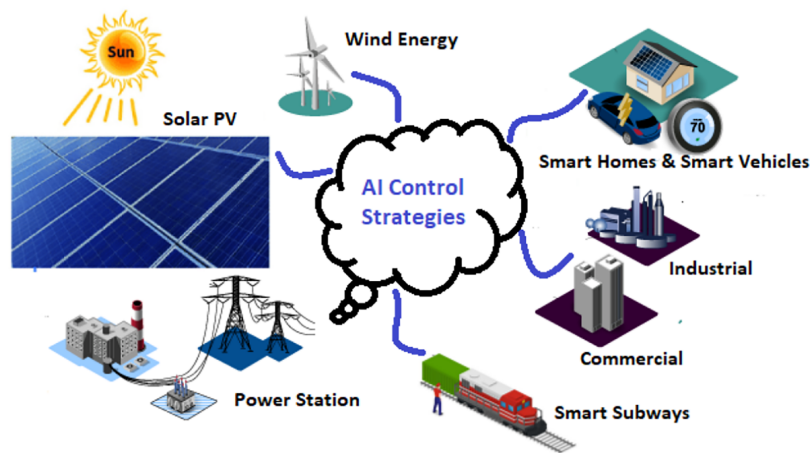 Sun
Wind Energy
Solar PV
AI Control
Strategies
70
Smart Homes & Smart Vehicles
Industrial
Commercial
Power Station
Smart Subways